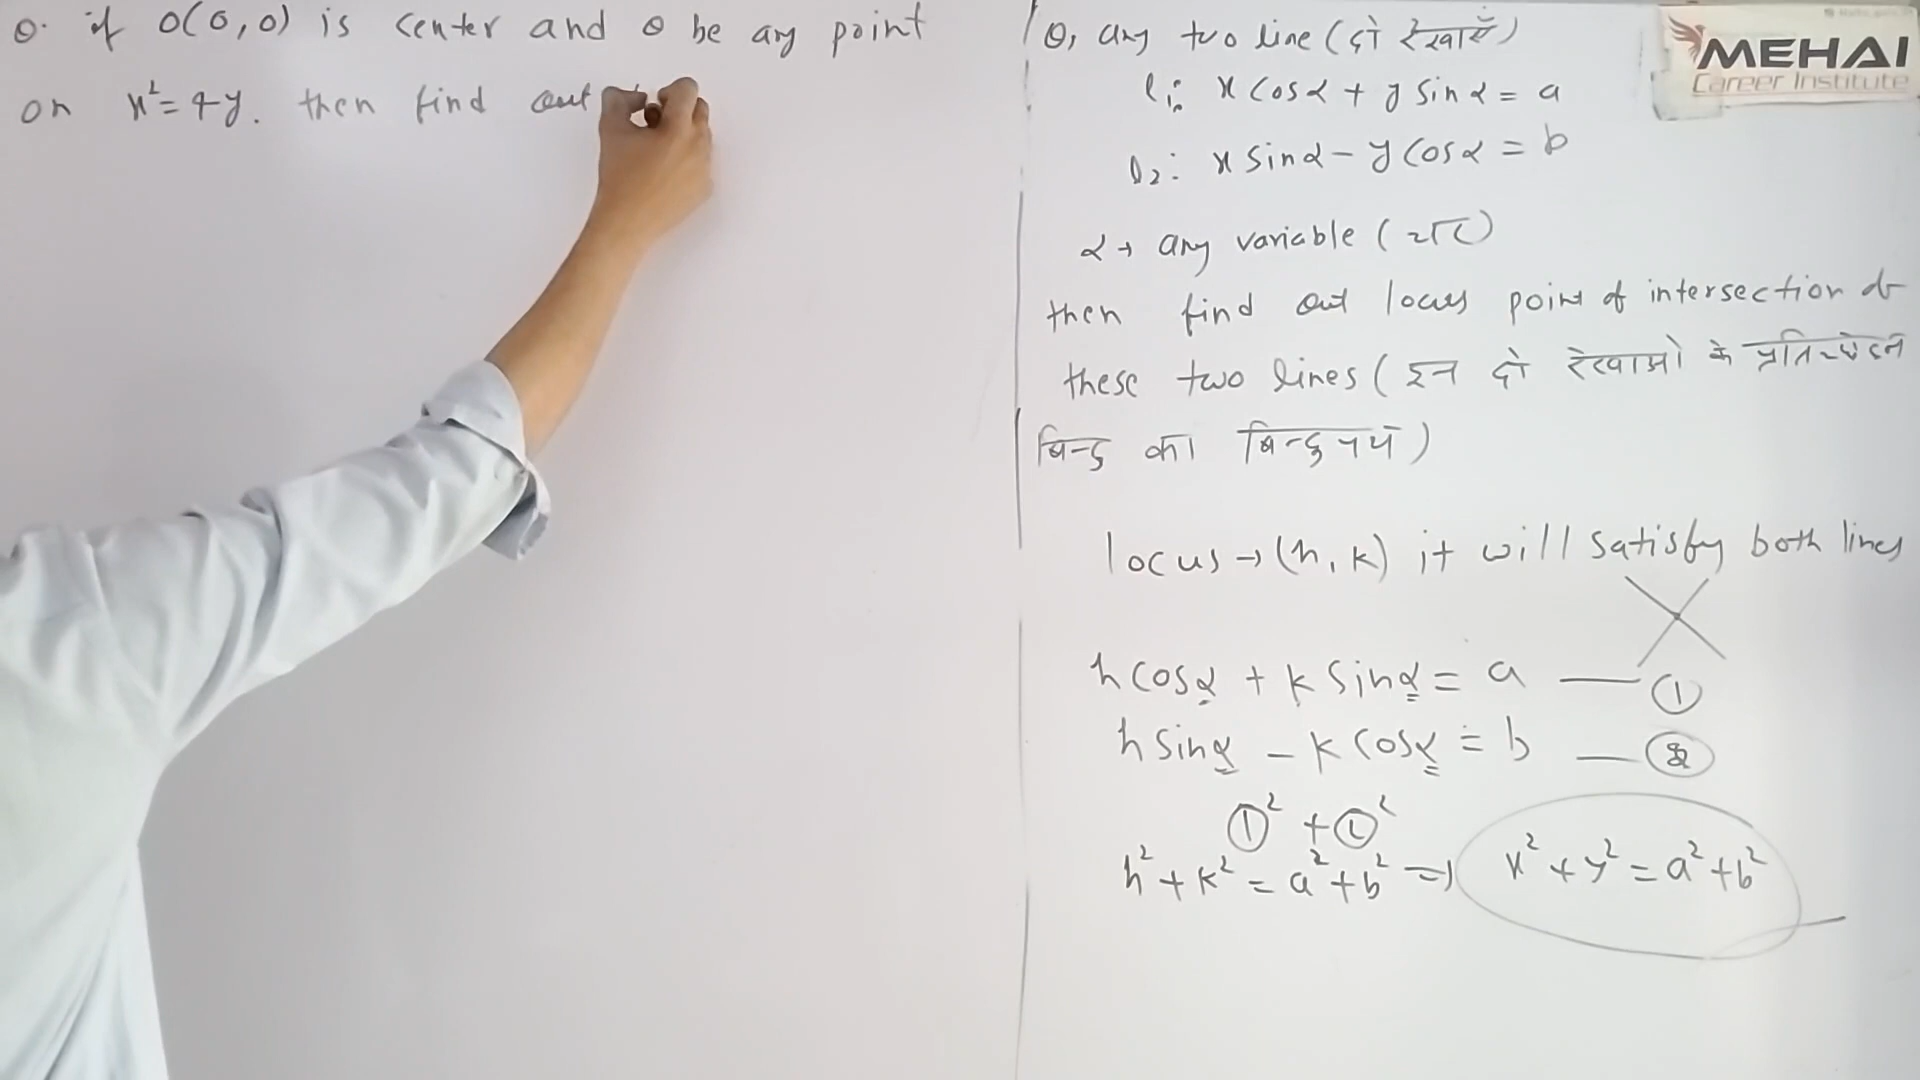 Q. if O(0,0) is center and Q be any point
on x²=4y. then find out
Q, any two line (दो रेखायें)
l₁: x cosα + y sinα = a
l₂: x sinα - y cosα = b
α → any variable (
then find out locus point of intersection of
these two lines (इन दो रेखाओ के प्रतिच्छेदन
बिन्दु का बिन्दुपथ)
locus → (h, k) it will satisfy both lines
h cosα + k sinα = a — ①
h sinα - k cosα = b — ②
①² + ②²
h² + k² = a² + b² ⇒ x² + y² = a² + b²
MEHAI
Career Institute